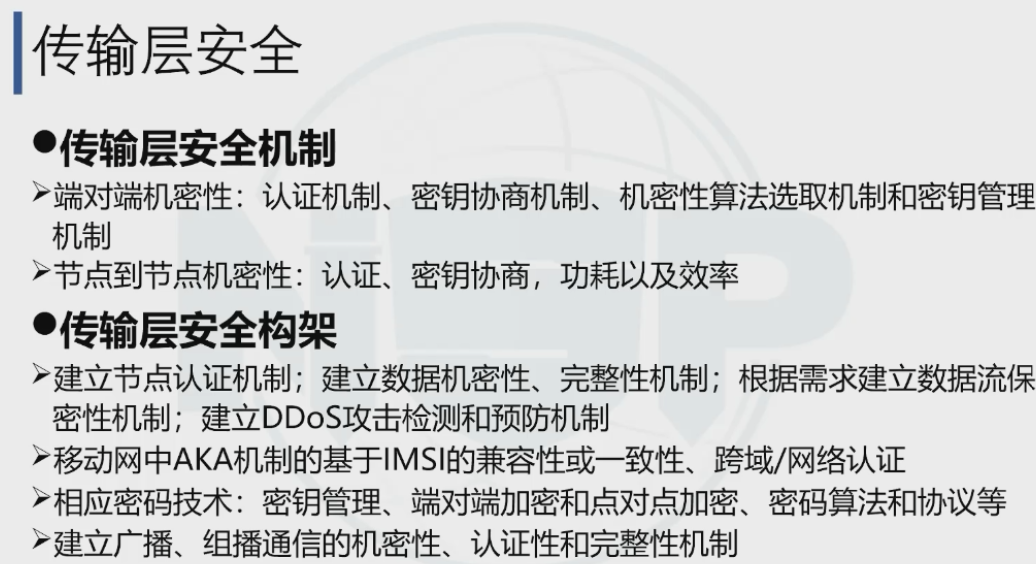 传输层安全
●传输层安全机制
➢端对端机密性：认证机制、密钥协商机制、机密性算法选取机制和密钥管理
机制
➢节点到节点机密性：认证、密钥协商，功耗以及效率
●传输层安全构架
➢建立节点认证机制；建立数据机密性、完整性机制；根据需求建立数据流保
密性机制；建立DDoS攻击检测和预防机制
➢移动网中AKA机制的基于IMSI的兼容性或一致性、跨域/网络认证
➢相应密码技术：密钥管理、端对端加密和点对点加密、密码算法和协议等
➢建立广播、组播通信的机密性、认证性和完整性机制